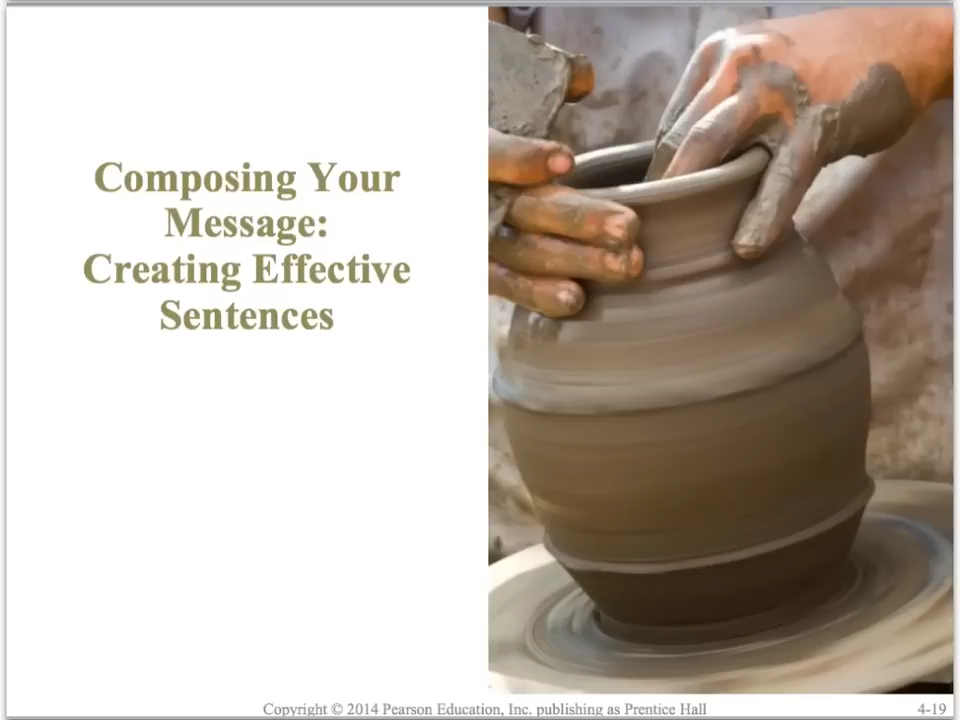 Composing Your
Message:
Creating Effective
Sentences
Copyright © 2014 Pearson Education, Inc. publishing as Prentice Hall
4-19